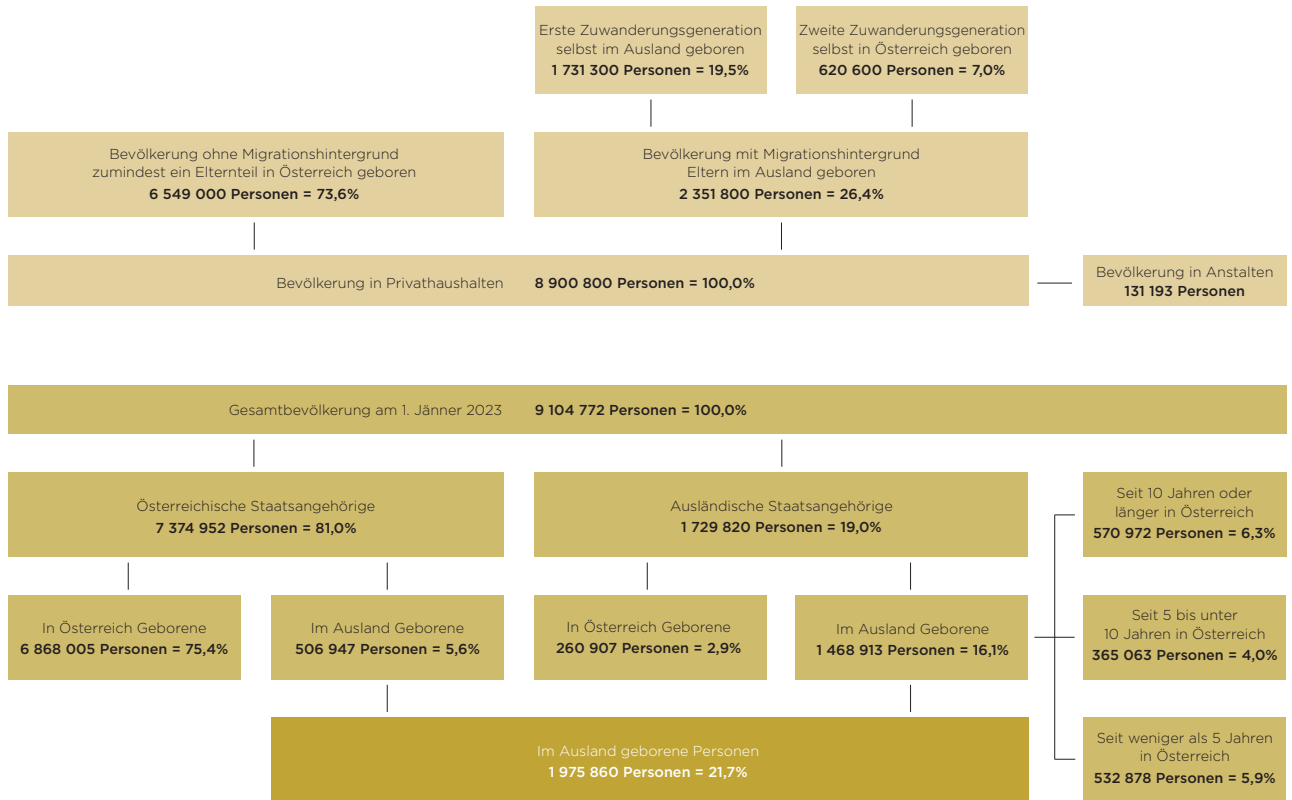 Erste Zuwanderungsgeneration
selbst im Ausland geboren
1 731 300 Personen = 19,5%
Zweite Zuwanderungsgeneration
selbst in Österreich geboren
620 600 Personen = 7,0%
Bevölkerung ohne Migrationshintergrund
zumindest ein Elternteil in Österreich geboren
6 549 000 Personen = 73,6%
Bevölkerung mit Migrationshintergrund
Eltern im Ausland geboren
2 351 800 Personen = 26,4%
Bevölkerung in Privathaushalten 8 900 800 Personen = 100,0%
Bevölkerung in Anstalten
131 193 Personen
Gesamtbevölkerung am 1. Jänner 2023 9 104 772 Personen = 100,0%
Österreichische Staatsangehörige
7 374 952 Personen = 81,0%
Ausländische Staatsangehörige
1 729 820 Personen = 19,0%
Seit 10 Jahren oder
länger in Österreich
570 972 Personen = 6,3%
In Österreich Geborene
6 868 005 Personen = 75,4%
Im Ausland Geborene
506 947 Personen = 5,6%
In Österreich Geborene
260 907 Personen = 2,9%
Im Ausland Geborene
1 468 913 Personen = 16,1%
Seit 5 bis unter
10 Jahren in Österreich
365 063 Personen = 4,0%
Im Ausland geborene Personen
1 975 860 Personen = 21,7%
Seit weniger als 5 Jahren
in Österreich
532 878 Personen = 5,9%